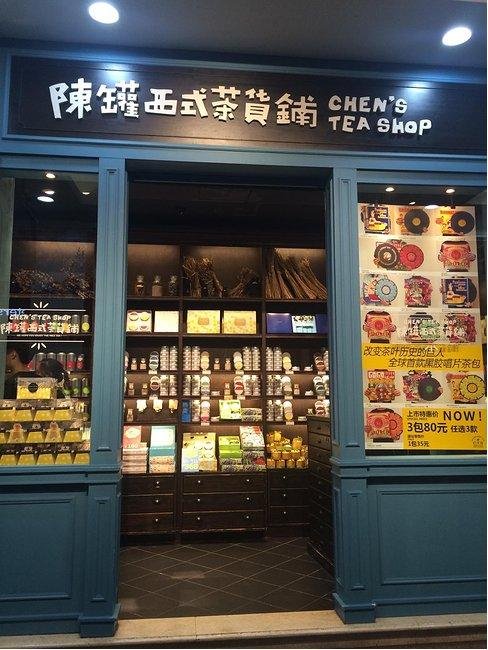 陳罐西式茶貨鋪
CHEN'S
TEA SHOP
CHEN'S TEA SHOP
陳罐西式茶貨鋪
改变茶叶历史的巨人
全球首款黑胶唱片茶包
上市特惠价
NOW!
3包80元 任选3款
1包35元